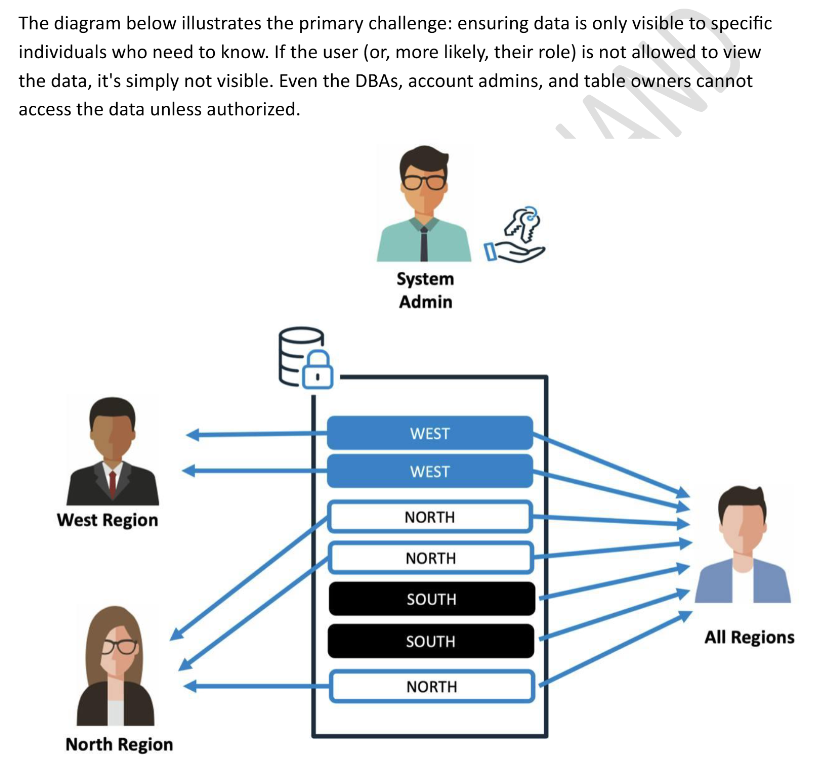 The diagram below illustrates the primary challenge: ensuring data is only visible to specific
individuals who need to know. If the user (or, more likely, their role) is not allowed to view
the data, it's simply not visible. Even the DBAs, account admins, and table owners cannot
access the data unless authorized.
System
Admin
WEST
WEST
West Region
NORTH
NORTH
SOUTH
SOUTH
All Regions
NORTH
North Region